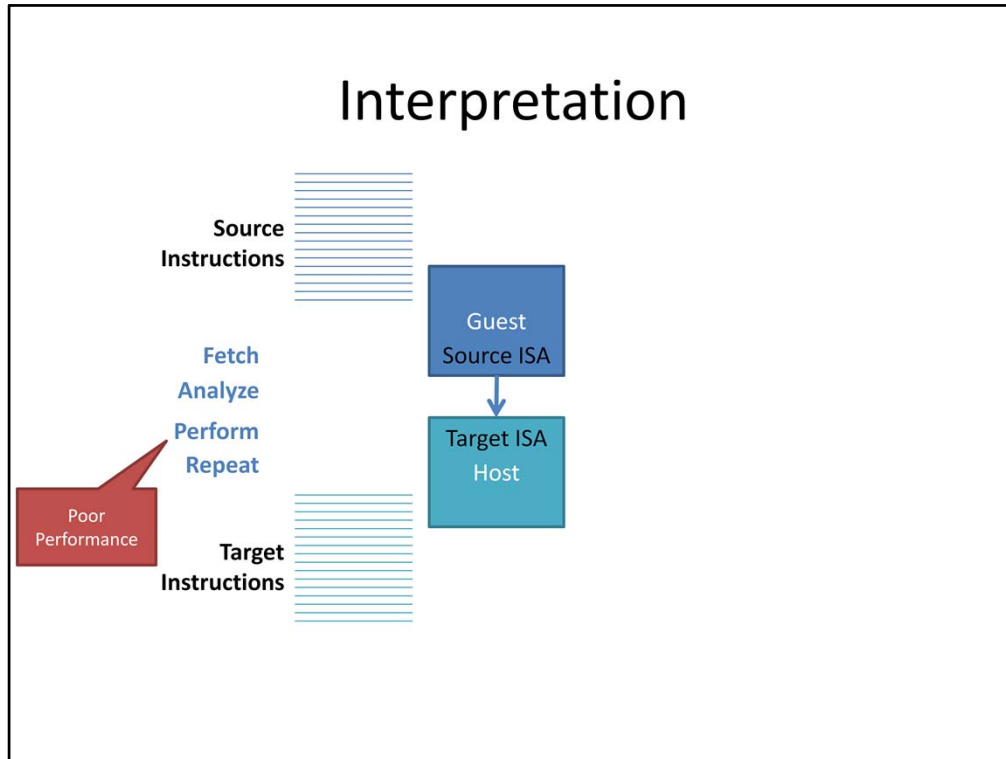 Interpretation
Source
Instructions
Guest
Source ISA
Fetch
Analyze
Perform
Repeat
Target ISA
Host
Poor
Performance
Target
Instructions